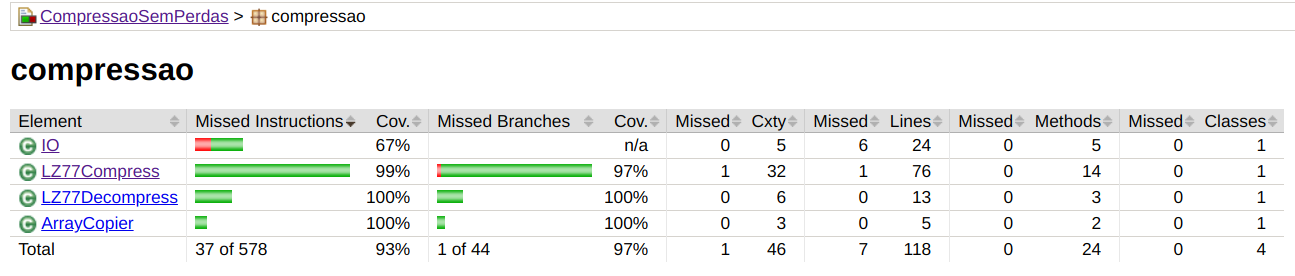 CompressaoSemPerdas > compressao
compressao
Element Missed Instructions Cov. Missed Branches Cov. Missed Cxty Missed Lines Missed Methods Missed Classes
C IO 67% n/a 0 5 6 24 0 5 0 1
C LZ77Compress 99% 97% 1 32 1 76 0 14 0 1
C LZ77Decompress 100% 100% 0 6 0 13 0 3 0 1
C ArrayCopier 100% 100% 0 3 0 5 0 2 0 1
Total 37 of 578 93% 1 of 44 97% 1 46 7 118 0 24 0 4